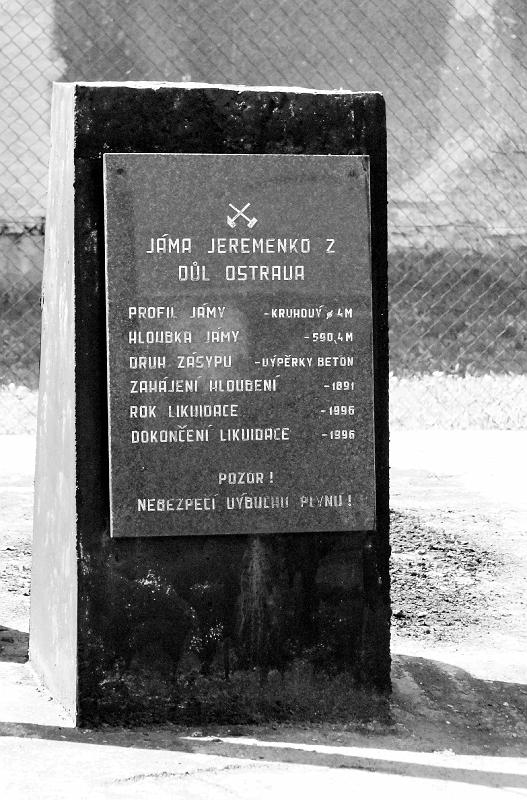 JÁMA JEREMENKO Z
DŮL OSTRAVA
PROFIL JÁMY -KRUHOVÝ ø 4M
HLOUBKA JÁMY -590,4M
DRUH ZÁSYPU -VÝPĚRKY BETON
ZAHÁJENÍ HLOUBENÍ -1891
ROK LIKVIDACE -1996
DOKONČENÍ LIKVIDACE -1996
POZOR!
NEBEZPEČÍ VÝBUCHU PLYNU!